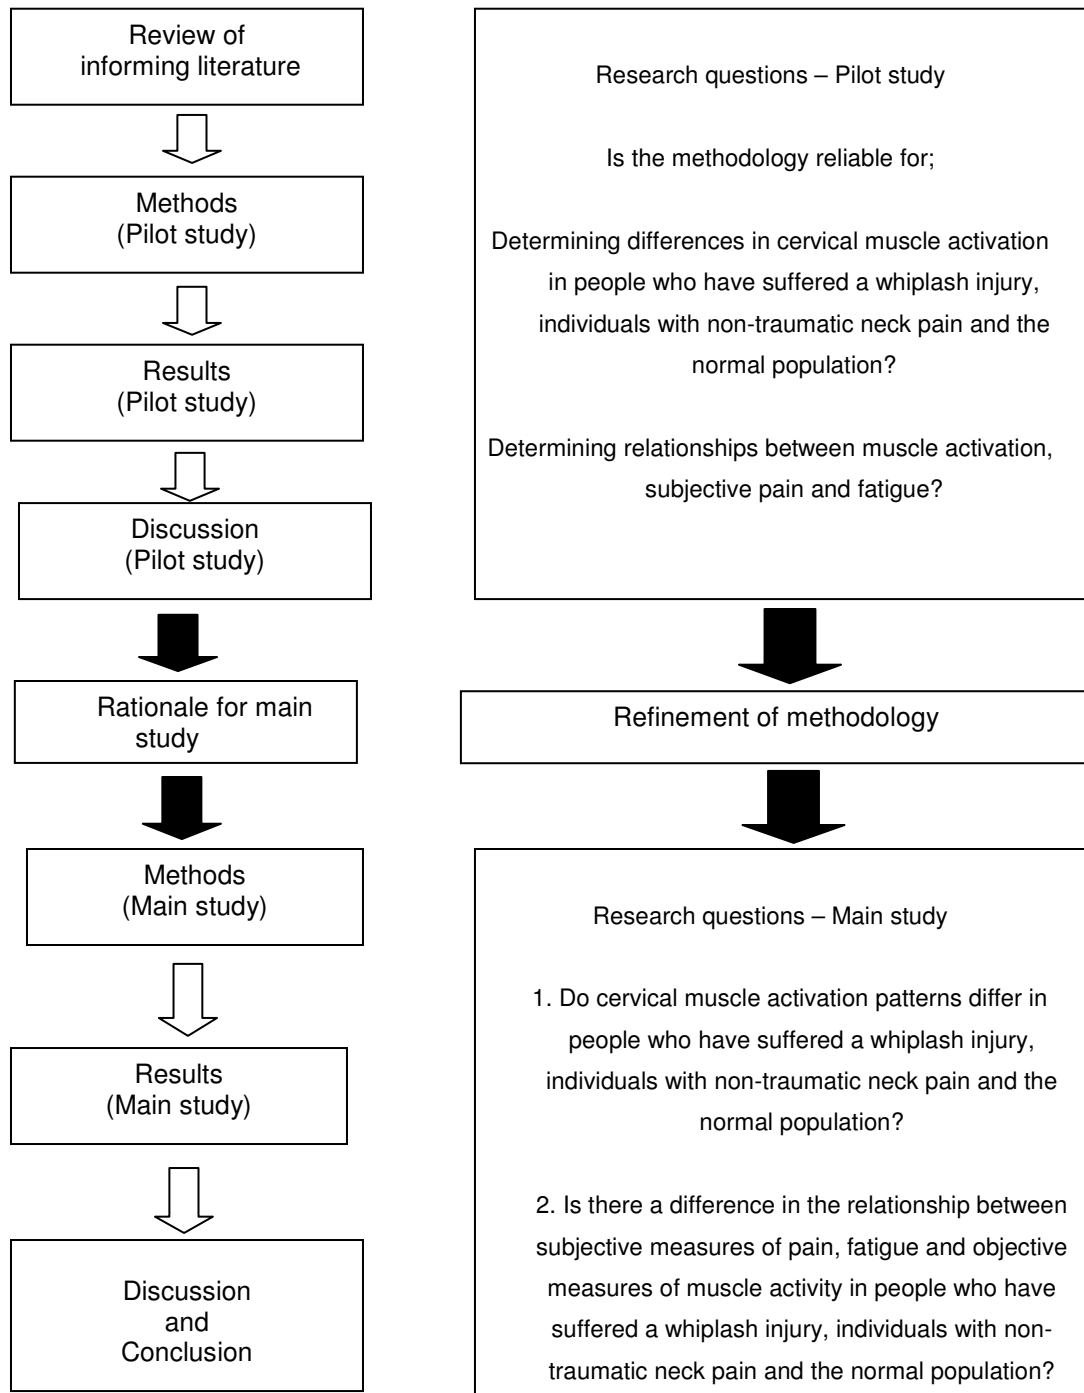 Review of
informing literature
Methods
(Pilot study)
Results
(Pilot study)
Discussion
(Pilot study)
Rationale for main
study
Methods
(Main study)
Results
(Main study)
Discussion
and
Conclusion
Research questions – Pilot study
Is the methodology reliable for;
Determining differences in cervical muscle activation
in people who have suffered a whiplash injury,
individuals with non-traumatic neck pain and the
normal population?
Determining relationships between muscle activation,
subjective pain and fatigue?
Refinement of methodology
Research questions – Main study
1. Do cervical muscle activation patterns differ in
people who have suffered a whiplash injury,
individuals with non-traumatic neck pain and the
normal population?
2. Is there a difference in the relationship between
subjective measures of pain, fatigue and objective
measures of muscle activity in people who have
suffered a whiplash injury, individuals with non-
traumatic neck pain and the normal population?